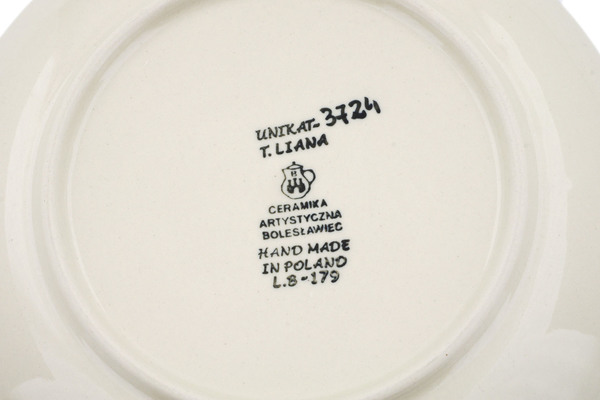 UNIKAT-3724
T. LIANA
CERAMIKA
ARTYSTYCZNA
BOLESŁAWIEC
HAND MADE
IN POLAND
L.8-179